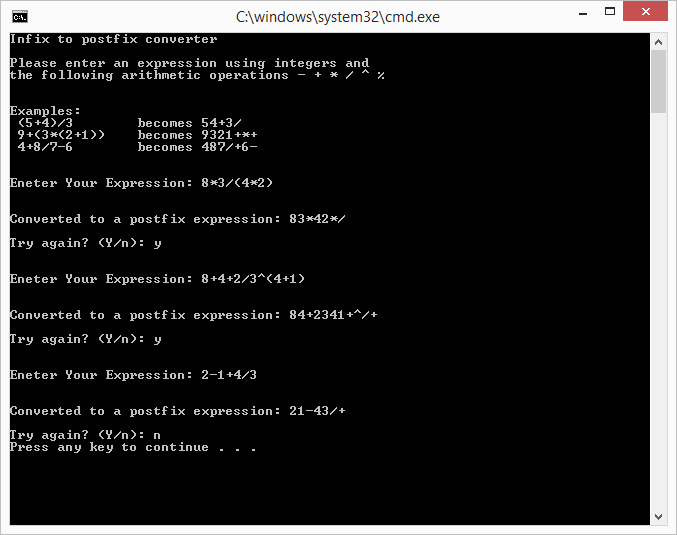 C:\windows\system32\cmd.exe
Infix to postfix converter
Please enter an expression using integers and
the following arithmetic operations - + * / ^ %
Examples:
(5+4)/3 becomes 54+3/
9+(3*(2+1)) becomes 9321+*+
4+8/7-6 becomes 487/+6-
Eneter Your Expression: 8*3/(4*2)
Converted to a postfix expression: 83*42*/
Try again? (Y/n): y
Eneter Your Expression: 8+4+2/3^(4+1)
Converted to a postfix expression: 84+2341+^/+
Try again? (Y/n): y
Eneter Your Expression: 2-1+4/3
Converted to a postfix expression: 21-43/+
Try again? (Y/n): n
Press any key to continue . . .